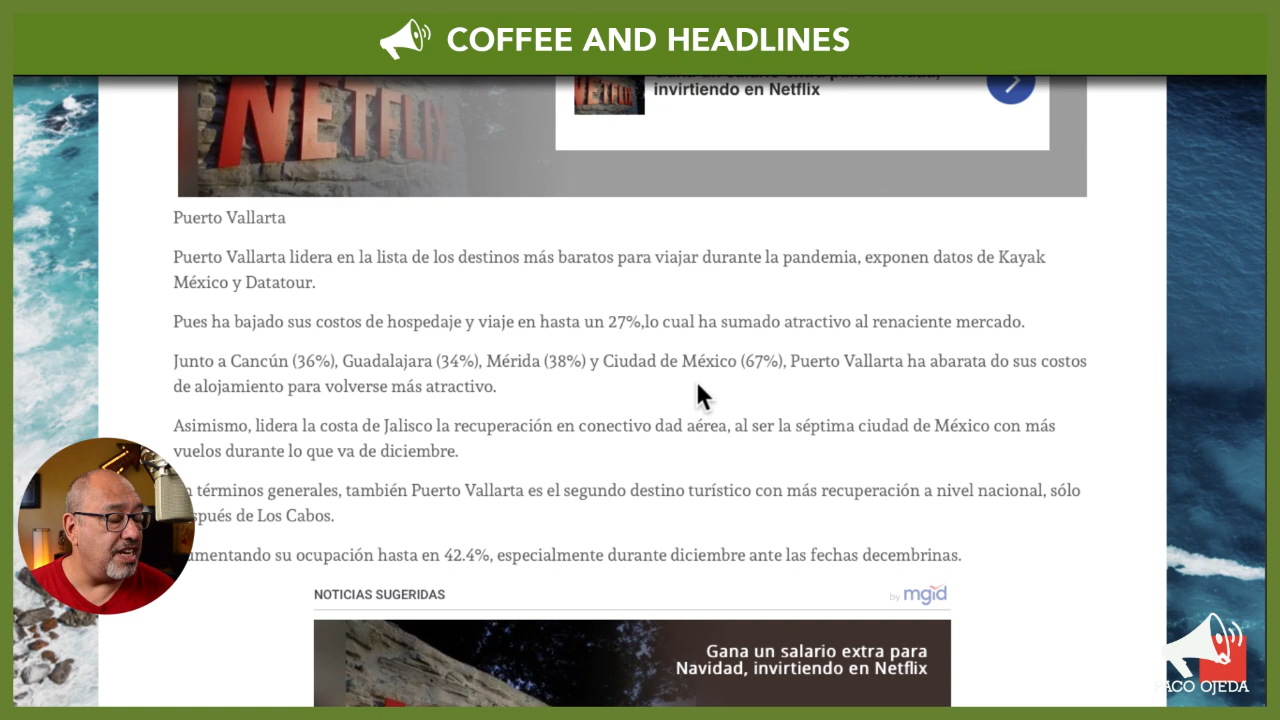 COFFEE AND HEADLINES
NETFLIX
invirtiendo en Netflix
Puerto Vallarta
Puerto Vallarta lidera en la lista de los destinos más baratos para viajar durante la pandemia, exponen datos de Kayak
México y Datatour.
Pues ha bajado sus costos de hospedaje y viaje en hasta un 27%,lo cual ha sumado atractivo al renaciente mercado.
Junto a Cancún (36%), Guadalajara (34%), Mérida (38%) y Ciudad de México (67%), Puerto Vallarta ha abarata do sus costos
de alojamiento para volverse más atractivo.
Asimismo, lidera la costa de Jalisco la recuperación en conectivo dad aérea, al ser la séptima ciudad de México con más
vuelos durante lo que va de diciembre.
términos generales, también Puerto Vallarta es el segundo destino turístico con más recuperación a nivel nacional, sólo
de Los Cabos.
su ocupación hasta en 42.4%, especialmente durante diciembre ante las fechas decembrinas.
NOTICIAS SUGERIDAS
by mgid
Gana un salario extra para
Navidad, invirtiendo en Netflix
PACO OJEDA